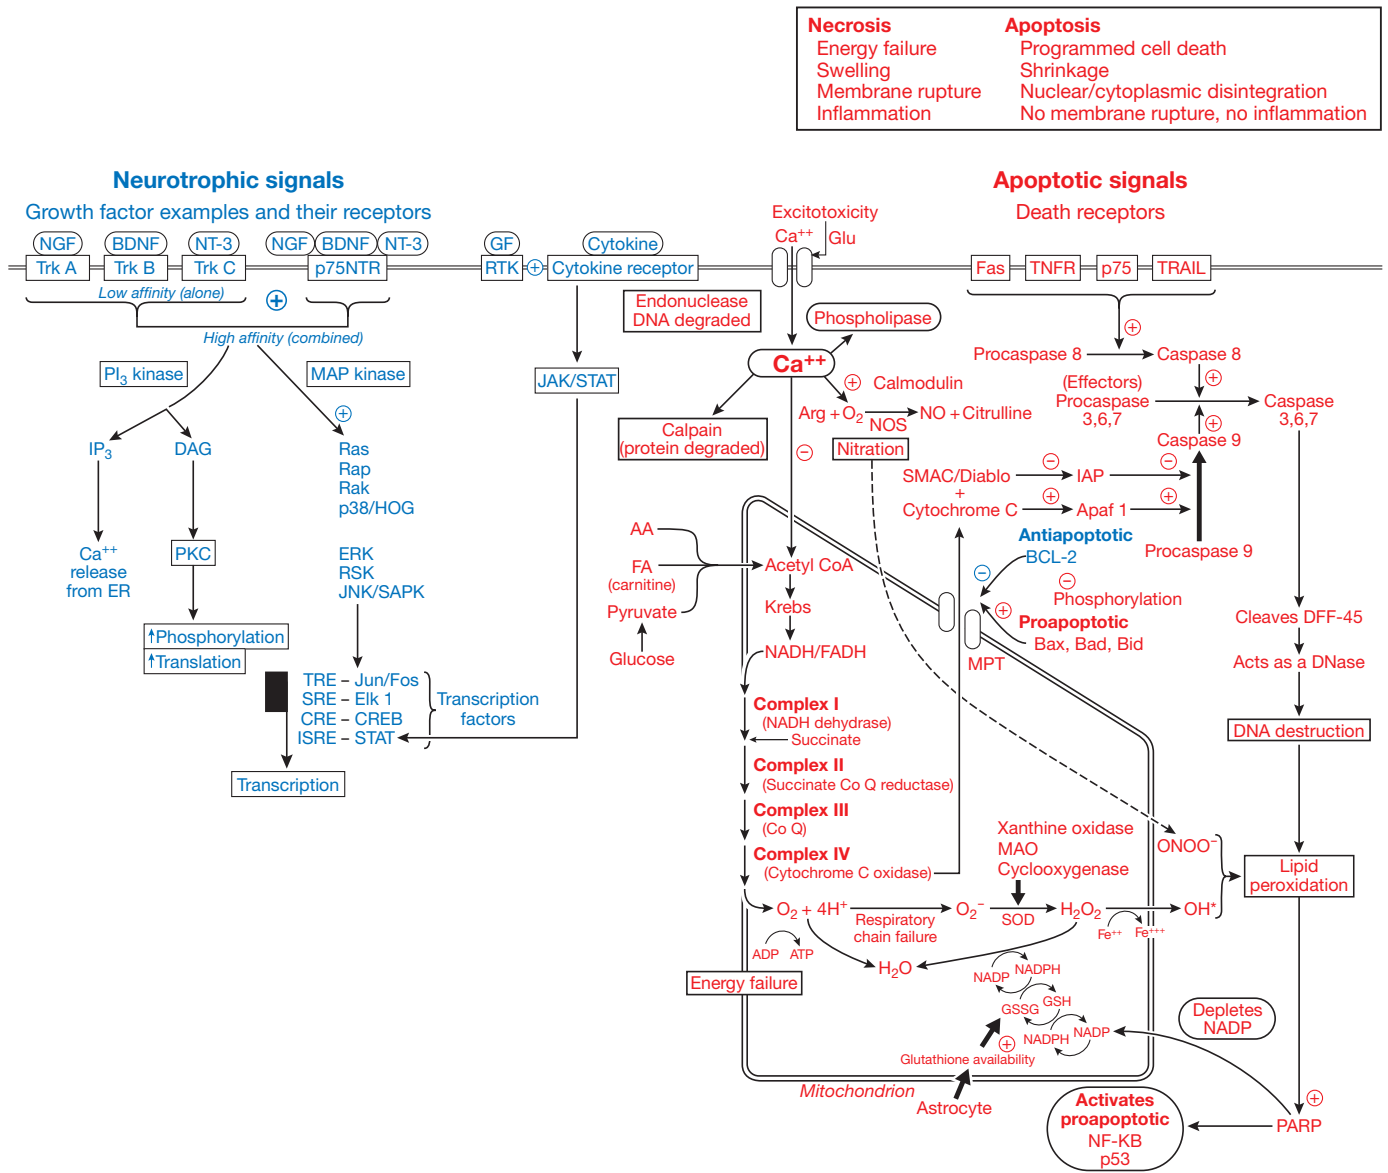 Necrosis
Energy failure
Swelling
Membrane rupture
Inflammation
Apoptosis
Programmed cell death
Shrinkage
Nuclear/cytoplasmic disintegration
No membrane rupture, no inflammation
Neurotrophic signals
Growth factor examples and their receptors
NGF
BDNF
NT-3
NGF
BDNF
NT-3
GF
Cytokine
Trk A
Trk B
Trk C
p75NTR
RTK
+
Cytokine receptor
Low affinity (alone)
+
High affinity (combined)
PI3 kinase
MAP kinase
JAK/STAT
+
IP3
DAG
Ras
Rap
Rak
p38/HOG
Ca++
release
from ER
PKC
ERK
RSK
JNK/SAPK
↑Phosphorylation
↑Translation
TRE – Jun/Fos
SRE – Elk 1
CRE – CREB
ISRE – STAT
Transcription
factors
Transcription
Apoptotic signals
Death receptors
Excitotoxicity
Ca++
Glu
Fas
TNFR
p75
TRAIL
Endonuclease
DNA degraded
Phospholipase
Ca++
+
Calmodulin
Arg + O2
NOS
NO + Citrulline
Calpain
(protein degraded)
−
Nitration
+
Procaspase 8
Caspase 8
+
(Effectors)
Procaspase
3,6,7
Caspase
3,6,7
+
Caspase 9
SMAC/Diablo
−
IAP
−
+
Cytochrome C
+
Apaf 1
+
Procaspase 9
Antiapoptotic
BCL-2
−
−
Phosphorylation
+
Proapoptotic
Bax, Bad, Bid
MPT
AA
FA
(carnitine)
Pyruvate
Glucose
Acetyl CoA
Krebs
NADH/FADH
Complex I
(NADH dehydrase)
Succinate
Complex II
(Succinate Co Q reductase)
Complex III
(Co Q)
Complex IV
(Cytochrome C oxidase)
Cleaves DFF-45
Acts as a DNase
DNA destruction
Xanthine oxidase
MAO
Cyclooxygenase
ONOO−
Lipid
peroxidation
O2 + 4H+
Respiratory
chain failure
O2−
SOD
H2O2
Fe++
Fe+++
OH*
ADP
ATP
H2O
Energy failure
NADP
NADPH
GSSG
GSH
NADPH
NADP
+
Glutathione availability
Mitochondrion
Astrocyte
Depletes
NADP
+
PARP
Activates
proapoptotic
NF-KB
p53